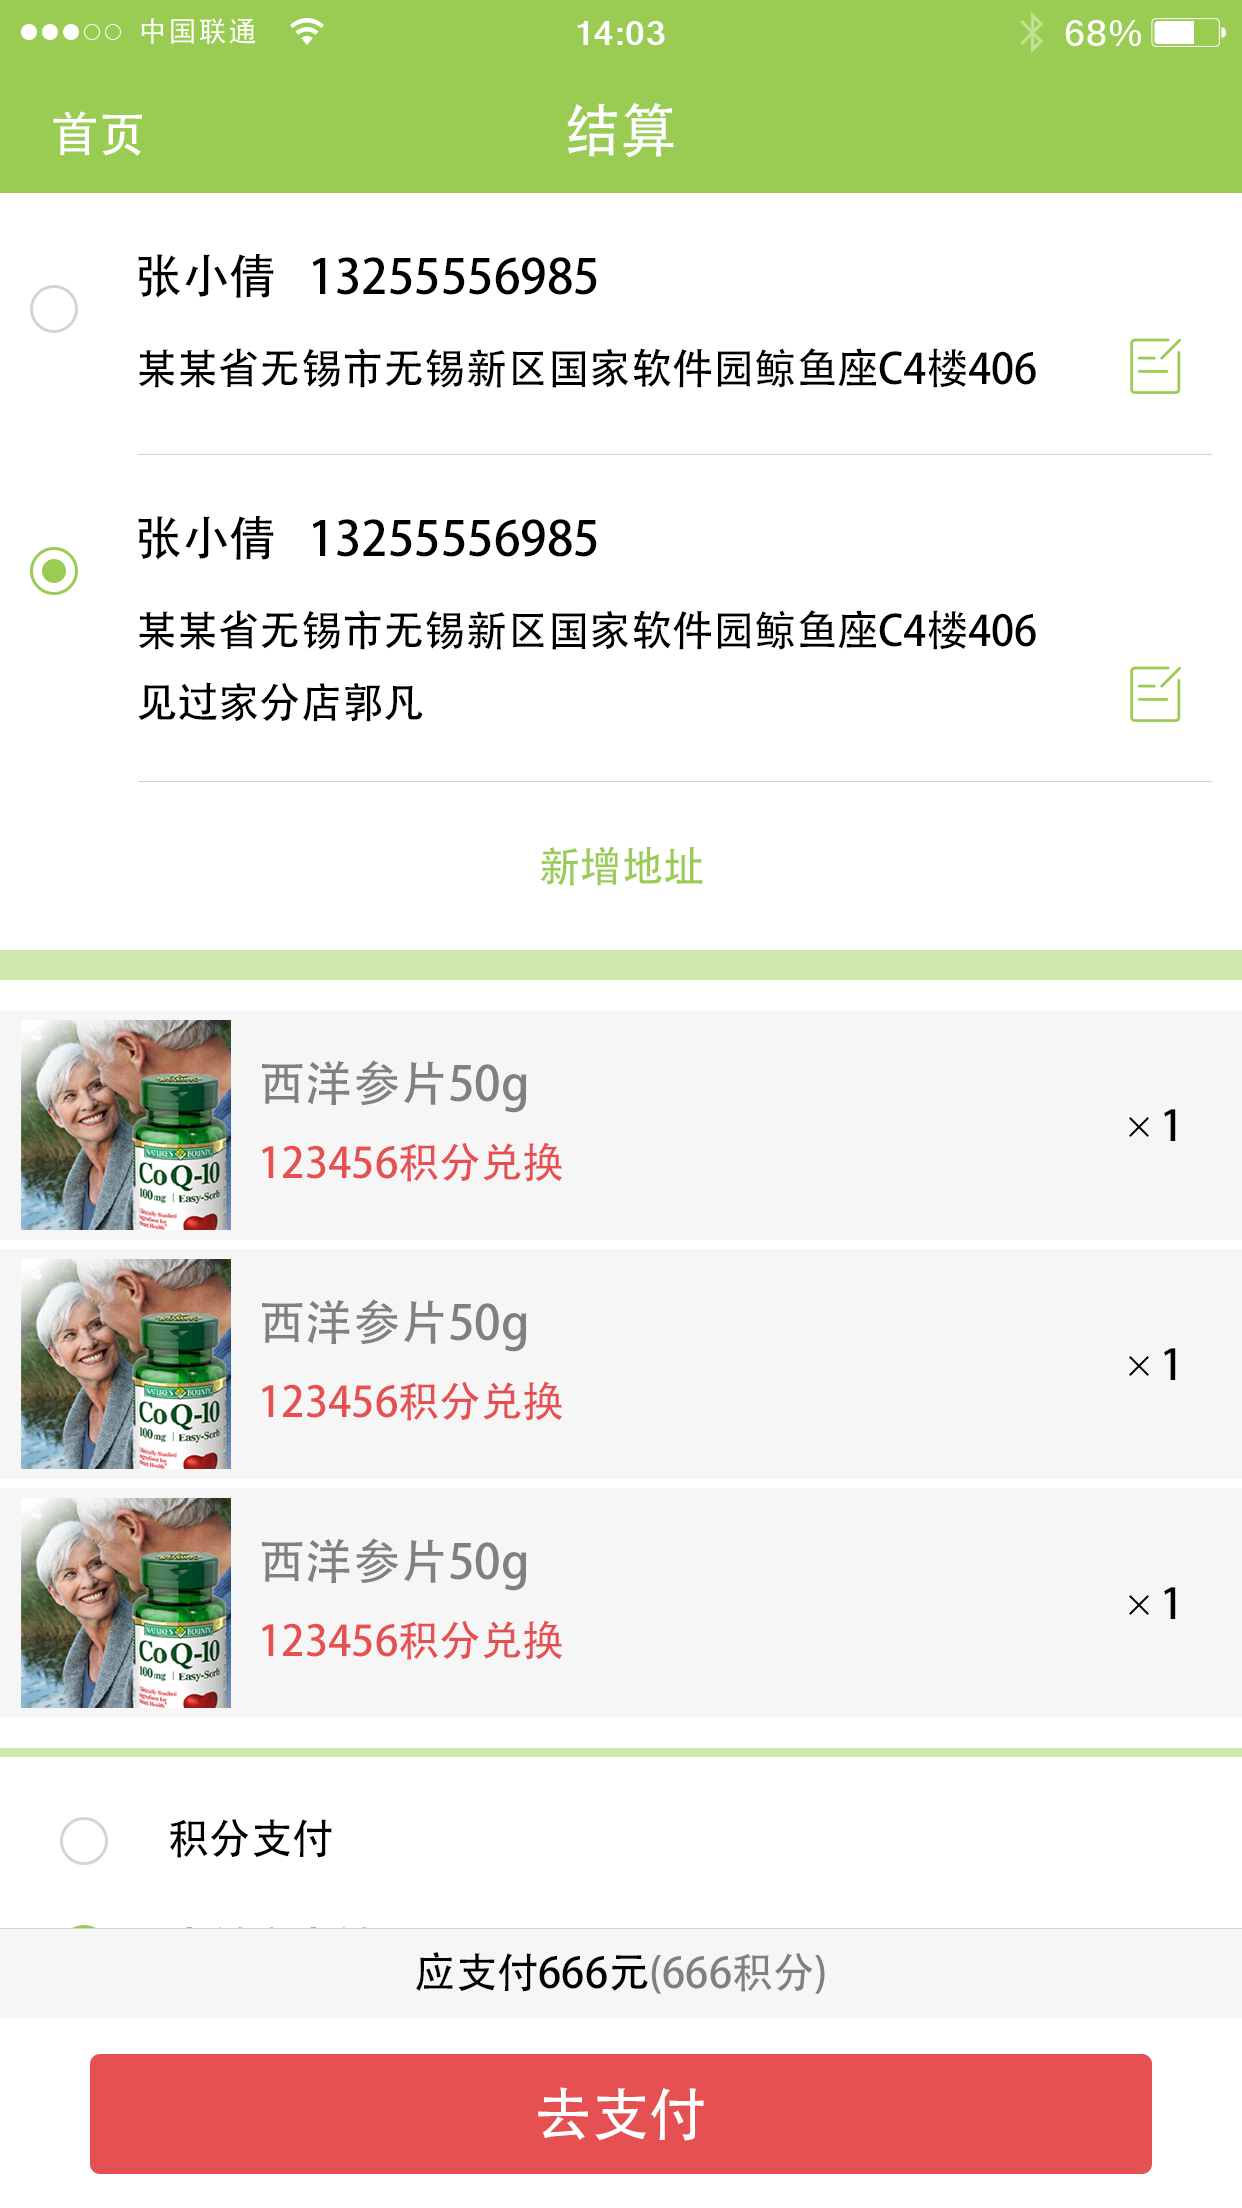 中国联通 14:03 68%
首页 结算
张小倩 13255556985
某某省无锡市无锡新区国家软件园鲸鱼座C4楼406
张小倩 13255556985
某某省无锡市无锡新区国家软件园鲸鱼座C4楼406
见过家分店郭凡
新增地址
NATURE'S BOUNTY
Co Q-10
100 mg | Easy-Sorb
西洋参片50g
123456积分兑换
× 1
NATURE'S BOUNTY
Co Q-10
100 mg | Easy-Sorb
西洋参片50g
123456积分兑换
× 1
NATURE'S BOUNTY
Co Q-10
100 mg | Easy-Sorb
西洋参片50g
123456积分兑换
× 1
积分支付
应支付666元(666积分)
去支付